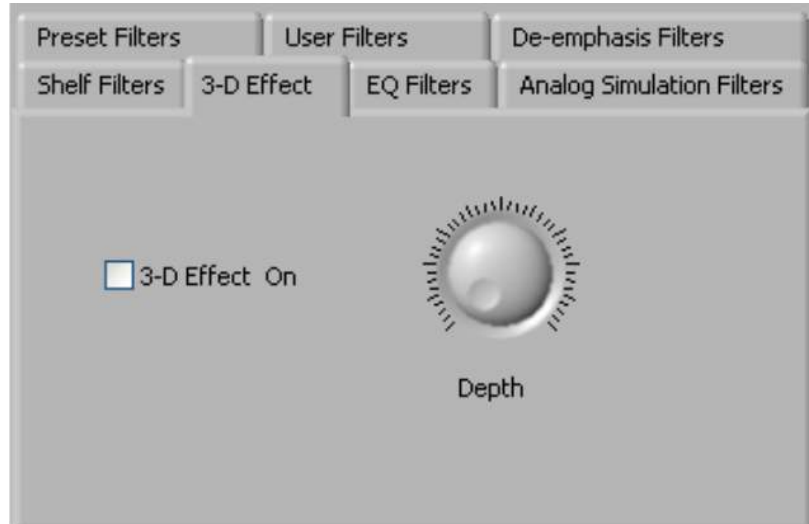 Preset Filters User Filters De-emphasis Filters
Shelf Filters 3-D Effect EQ Filters Analog Simulation Filters
3-D Effect On
Depth